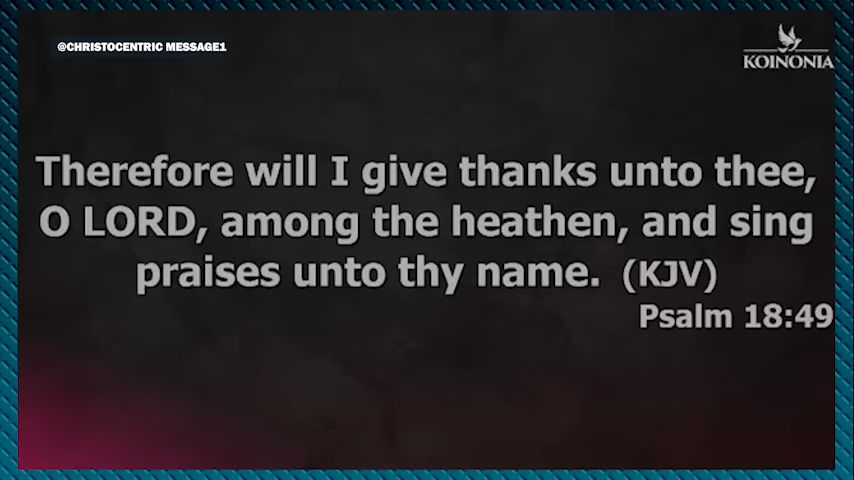 @CHRISTOCENTRIC MESSAGE1
KOINONIA
Therefore will I give thanks unto thee,
O LORD, among the heathen, and sing
praises unto thy name. (KJV)
Psalm 18:49